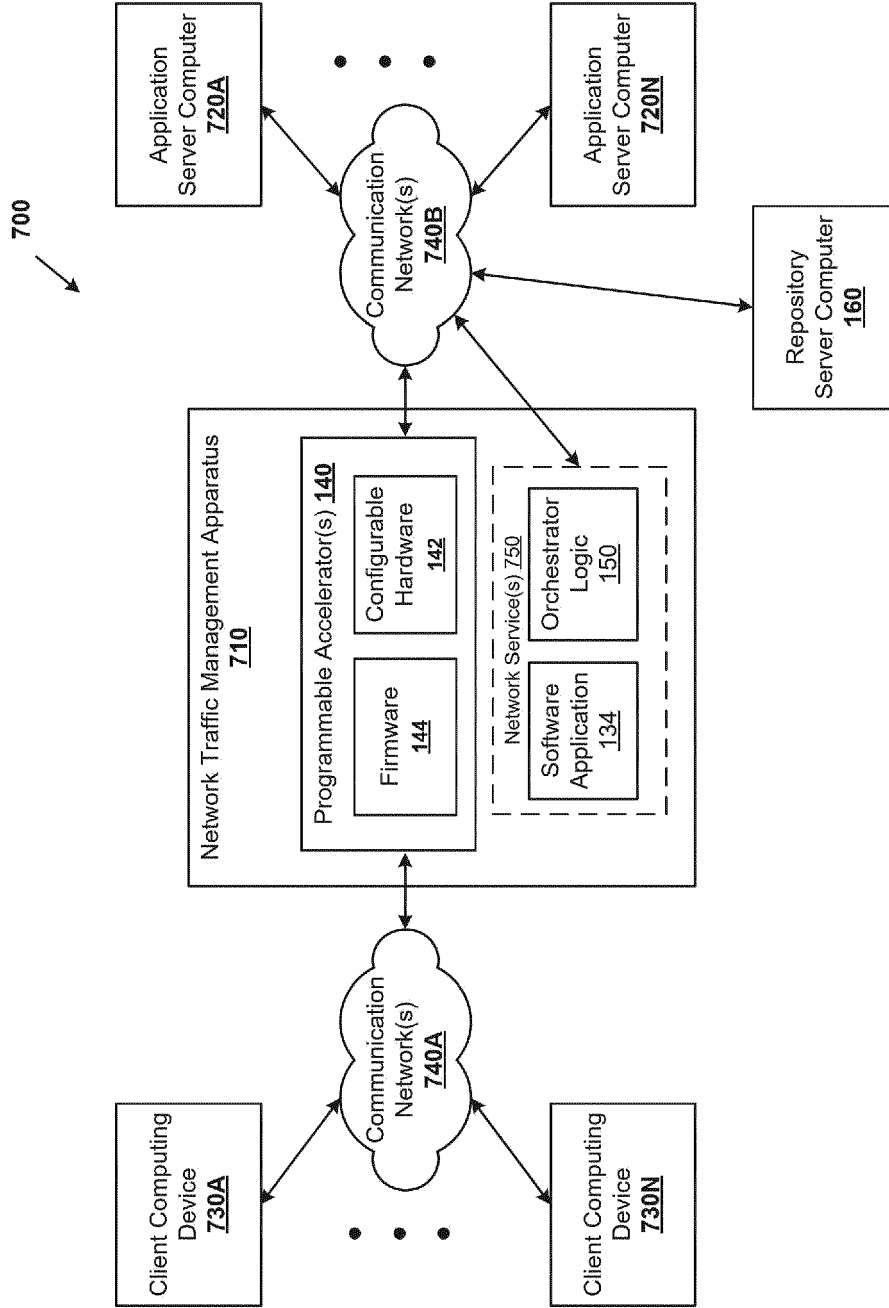 700
Client Computing
Device
730A
Client Computing
Device
730N
Communication
Network(s)
740A
Network Traffic Management Apparatus
710
Programmable Accelerator(s) 140
Firmware
144
Configurable
Hardware
142
Network Service(s) 750
Software
Application
134
Orchestrator
Logic
150
Communication
Network(s)
740B
Application
Server Computer
720A
Application
Server Computer
720N
Repository
Server Computer
160